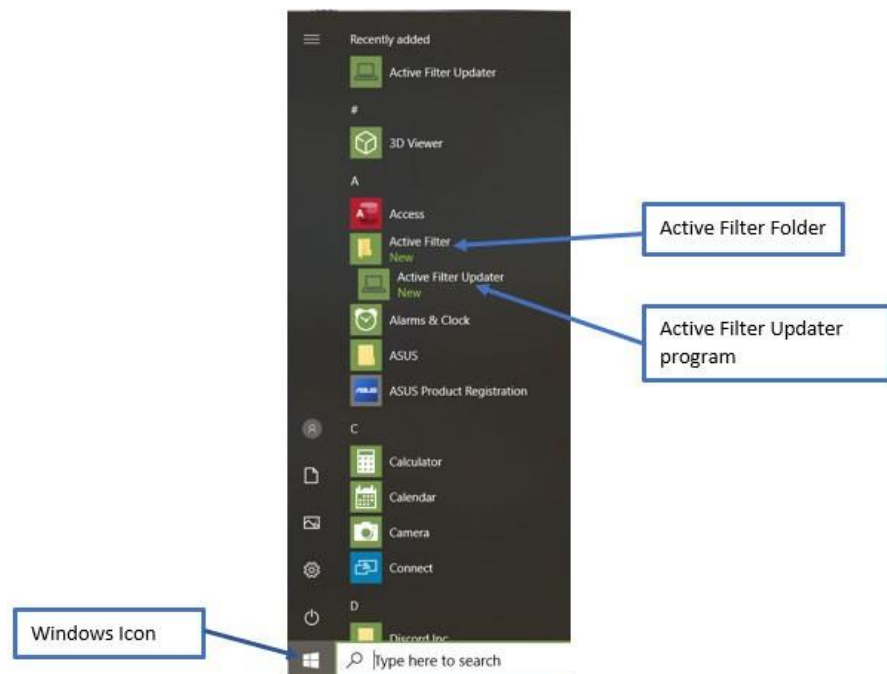 Recently added
Active Filter Updater
#
3D Viewer
A
Access
Active Filter
New
Active Filter Updater
New
Alarms & Clock
ASUS
ASUS Product Registration
C
Calculator
Calendar
Camera
Connect
D
Discord Inc
Type here to search
Active Filter Folder
Active Filter Updater
program
Windows Icon